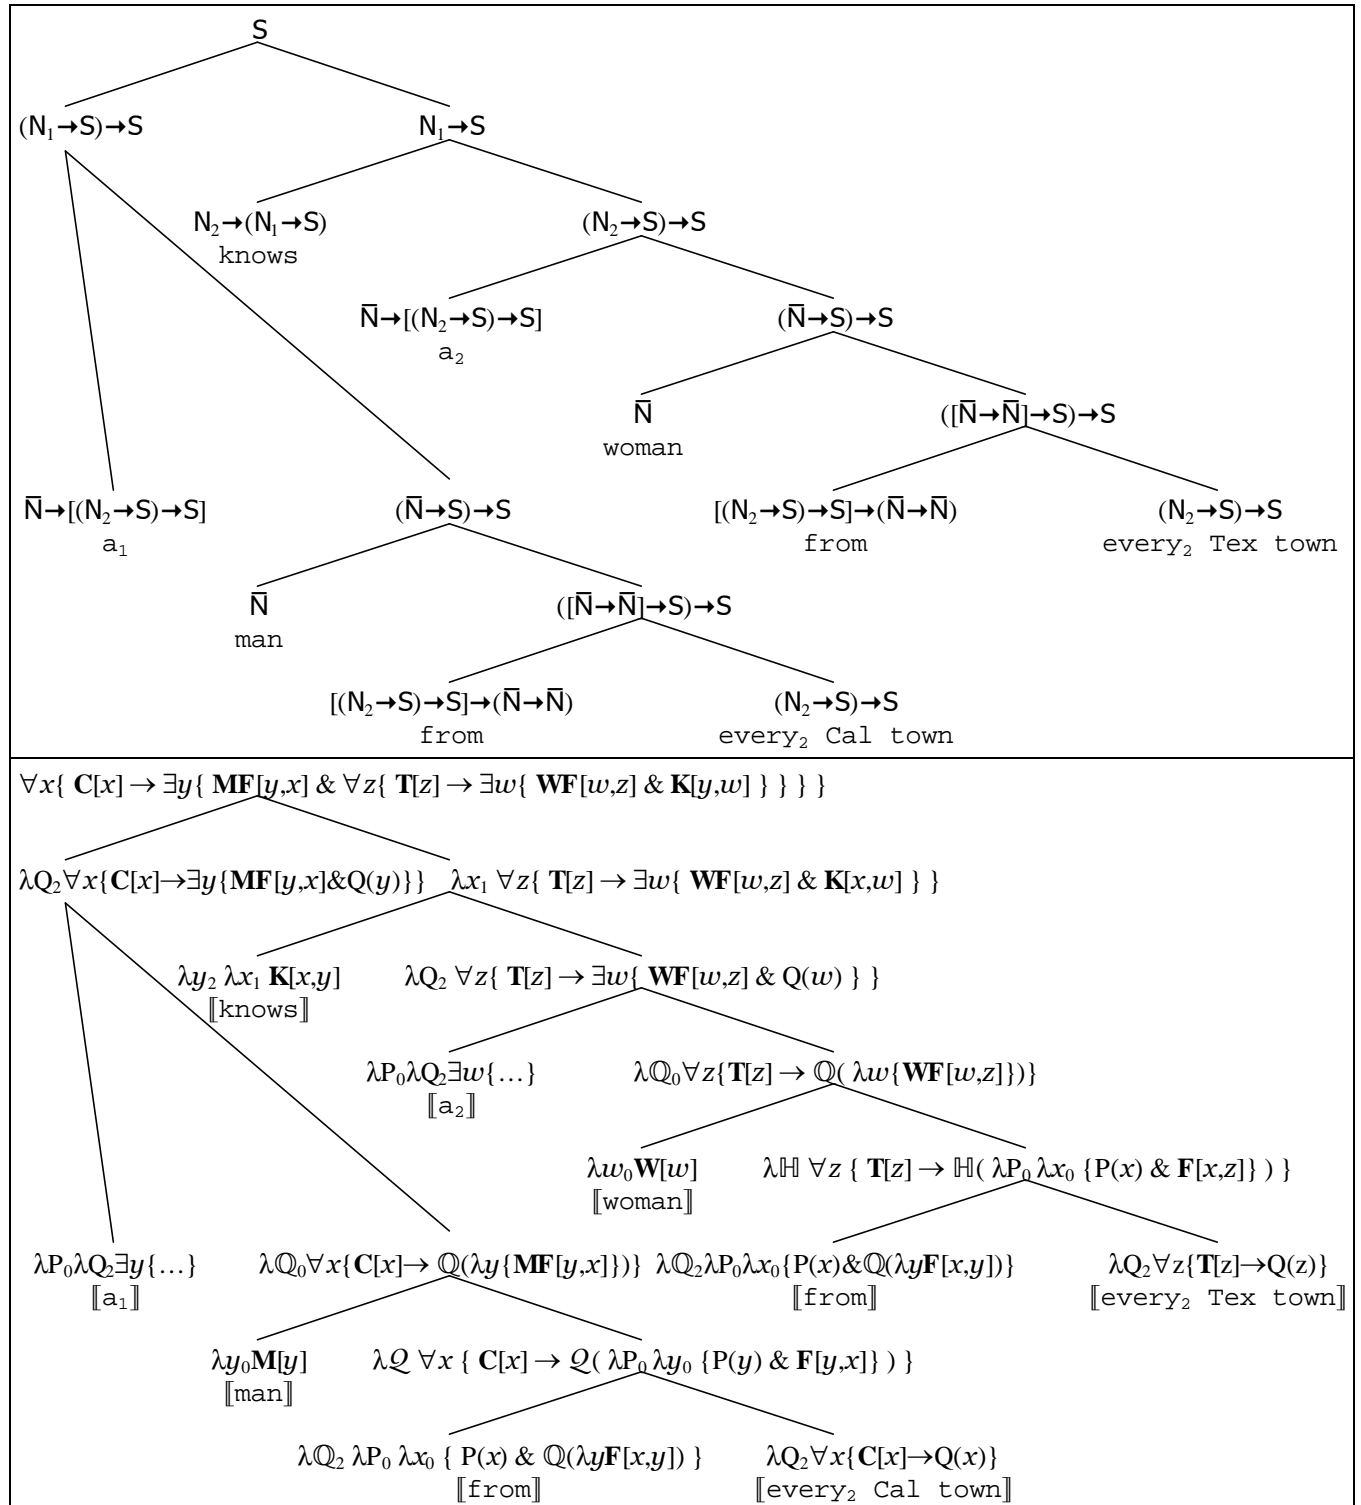 S
(N₁→S)→S N₁→S
N₂→(N₁→S) (N₂→S)→S
knows
N̅→[(N₂→S)→S] (N̅→S)→S
a₂
N̅ ([N̅→N̅]→S)→S
woman
N̅→[(N₂→S)→S] (N̅→S)→S [(N₂→S)→S]→(N̅→N̅) (N₂→S)→S
a₁ from every₂ Tex town
N̅ ([N̅→N̅]→S)→S
man
[(N₂→S)→S]→(N̅→N̅) (N₂→S)→S
from every₂ Cal town
∀x{ C[x] → ∃y{ MF[y,x] & ∀z{ T[z] → ∃w{ WF[w,z] & K[y,w] } } } }
λQ₂∀x{C[x]→∃y{MF[y,x]&Q(y)}} λx₁ ∀z{ T[z] → ∃w{ WF[w,z] & K[x,w] } }
λy₂ λx₁ K[x,y] λQ₂ ∀z{ T[z] → ∃w{ WF[w,z] & Q(w) } }
⟦knows⟧
λP₀λQ₂∃w{…} λℚ₀∀z{T[z] → ℚ( λw{WF[w,z]})}
⟦a₂⟧
λw₀W[w] λℍ ∀z { T[z] → ℍ( λP₀ λx₀ {P(x) & F[x,z]} ) }
⟦woman⟧
λP₀λQ₂∃y{…} λℚ₀∀x{C[x]→ ℚ(λy{MF[y,x]})} λℚ₂λP₀λx₀{P(x)&ℚ(λyF[x,y])} λQ₂∀z{T[z]→Q(z)}
⟦a₁⟧ ⟦from⟧ ⟦every₂ Tex town⟧
λy₀M[y] λ𝒬 ∀x { C[x] → 𝒬( λP₀ λy₀ {P(y) & F[y,x]} ) }
⟦man⟧
λℚ₂ λP₀ λx₀ { P(x) & ℚ(λyF[x,y]) } λQ₂∀x{C[x]→Q(x)}
⟦from⟧ ⟦every₂ Cal town⟧